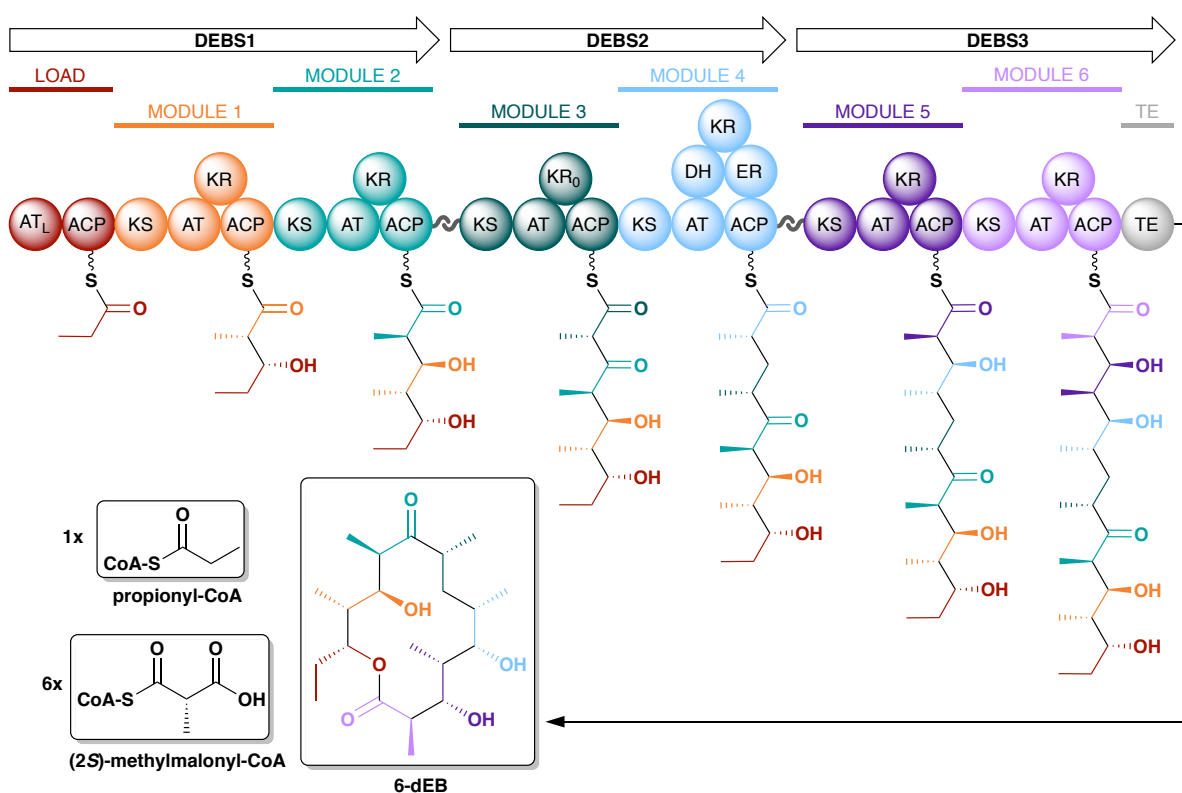 DEBS1 DEBS2 DEBS3
LOAD MODULE 2 MODULE 4 MODULE 6
MODULE 1 MODULE 3 MODULE 5 TE
KR
DH ER
KR KR KR₀ KR KR
AT_L ACP KS AT ACP KS AT ACP KS AT ACP KS AT ACP KS AT ACP KS AT ACP TE
S S S S S S S
O O O O O O O
OH OH O OH OH
OH O OH OH
OH OH O
OH OH O
O OH OH O
OH OH
OH OH
1x O
CoA-S
propionyl-CoA
OH
O
OH
O
OH
6x O O
CoA-S OH
(2S)-methylmalonyl-CoA
6-dEB